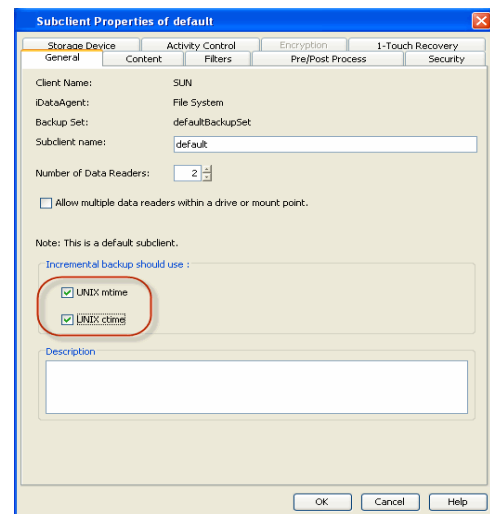 Subclient Properties of default
Storage Device Activity Control Encryption 1-Touch Recovery
General Content Filters Pre/Post Process Security
Client Name: SUN
iDataAgent: File System
Backup Set: defaultBackupSet
Subclient name: default
Number of Data Readers: 2
Allow multiple data readers within a drive or mount point.
Note: This is a default subclient.
Incremental backup should use :
UNIX mtime
UNIX ctime
Description
OK Cancel Help